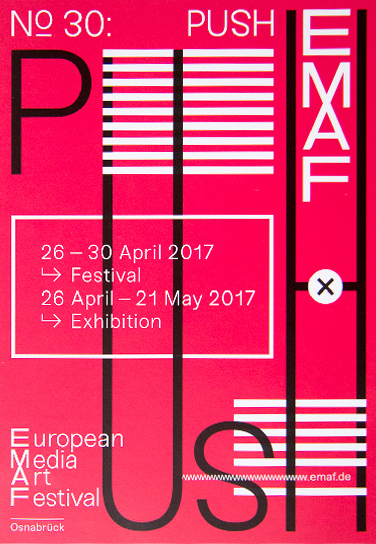 Nº 30: PUSH
EMAF
PUSH
×
26 – 30 April 2017
↳ Festival
26 April – 21 May 2017
↳ Exhibition
European
Media
Art
Festival
Osnabrück
wwwwwwwwwwwwwwww.emaf.de